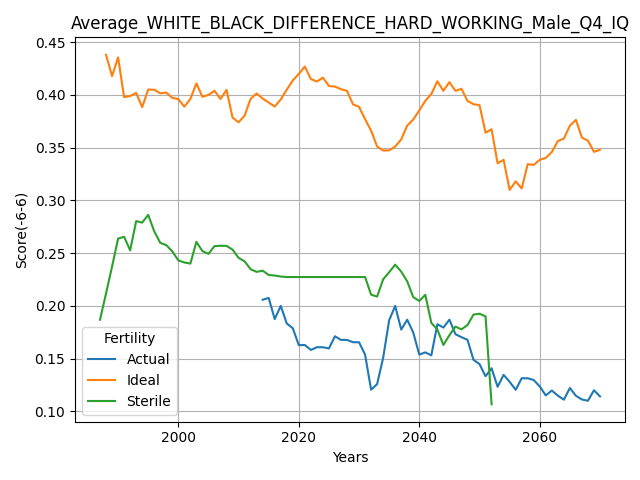 Average_WHITE_BLACK_DIFFERENCE_HARD_WORKING_Male_Q4_IQ
0.45
0.40
0.35
0.30
0.25
0.20
0.15
0.10
Score(-6-6)
Fertility
Actual
Ideal
Sterile
2000
2020
2040
2060
Years